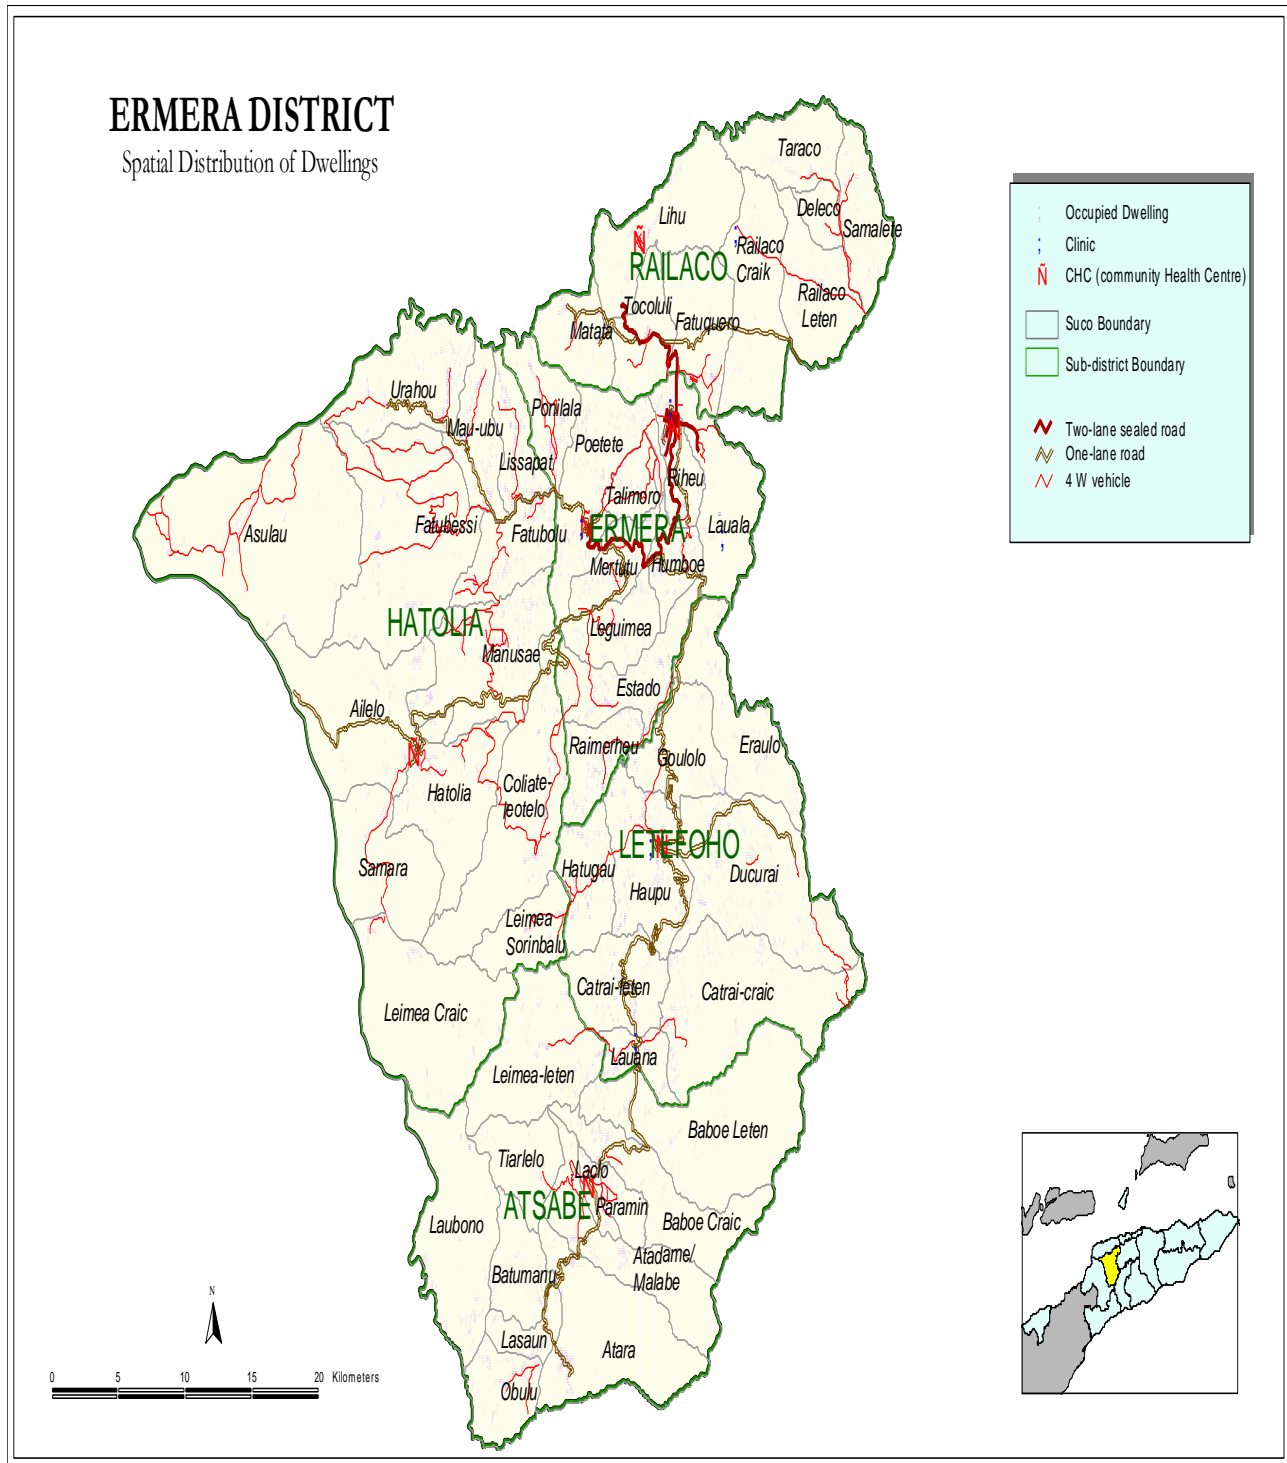 ERMERA DISTRICT
Spatial Distribution of Dwellings
Occupied Dwelling
Clinic
Ñ CHC (community Health Centre)
Suco Boundary
Sub-district Boundary
Two-lane sealed road
One-lane road
4 W vehicle
Taraco
Deleco
Samalete
Lihu
Ñ
RAILACO
Railaco
Craik
Railaco
Leten
Tocoluli
Matata
Fatuquero
Urahou
Mau-ubu
Ponilala
Poetete
Lissapat
Riheu
Talimoro
Asulau
Fatubessi
Fatubolu
ERMERA
Lauala
Mertutu
Humboe
HATOLIA
Leguimea
Manusae
Estado
Ailelo
Raimerheu
Goulolo
Eraulo
Ñ
Hatolia
Coliate-
leotelo
LETEFOHO
Samara
Hatugau
Haupu
Ducurai
Leimea
Sorinbalu
Catrai-leten
Catrai-craic
Leimea Craic
Lauana
Leimea-leten
Baboe Leten
Tiarlelo
Laclo
ATSABE
Paramin
Laubono
Baboe Craic
Atadame/
Malabe
Batumanu
Lasaun
Atara
Obulu
N
0 5 10 15 20 Kilometers